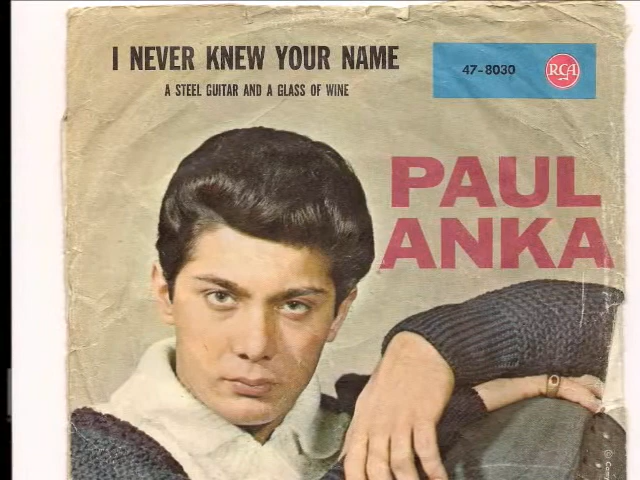 I NEVER KNEW YOUR NAME
A STEEL GUITAR AND A GLASS OF WINE
47-8030
RCA
PAUL
ANKA